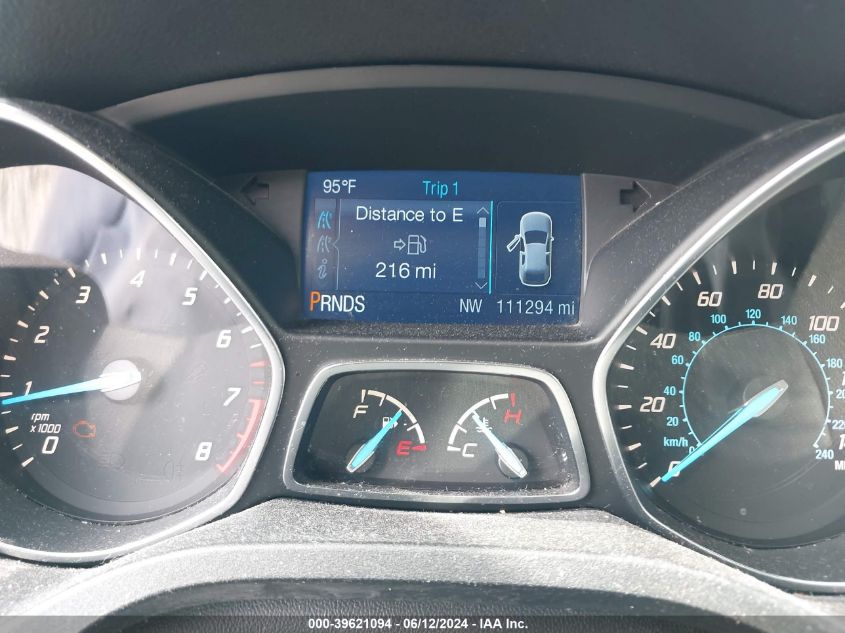 95°F Trip 1
Distance to E
216 mi
i
PRNDS NW 111294 mi
0 1 2 3 4 5 6 7 8
rpm
x1000
F E
C H
0 20 40 60 80 100
0 20 40 60 80 100 120 140 160 180 220 240
km/h
000-39621094 - 06/12/2024 - IAA Inc.